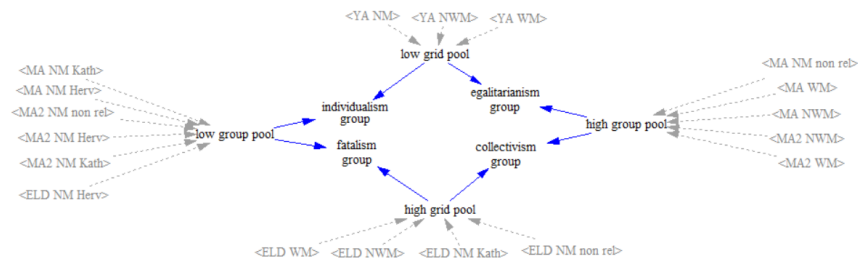 <YA NM>
<YA NWM>
<YA WM>
low grid pool
<MA NM Kath>
<MA NM Herv>
<MA2 NM non rel>
<MA2 NM Herv>
<MA2 NM Kath>
<ELD NM Herv>
low group pool
individualism
group
fatalism
group
egalitarianism
group
collectivism
group
high group pool
<MA NM non rel>
<MA WM>
<MA NWM>
<MA2 NWM>
<MA2 WM>
high grid pool
<ELD WM>
<ELD NWM>
<ELD NM Kath>
<ELD NM non rel>